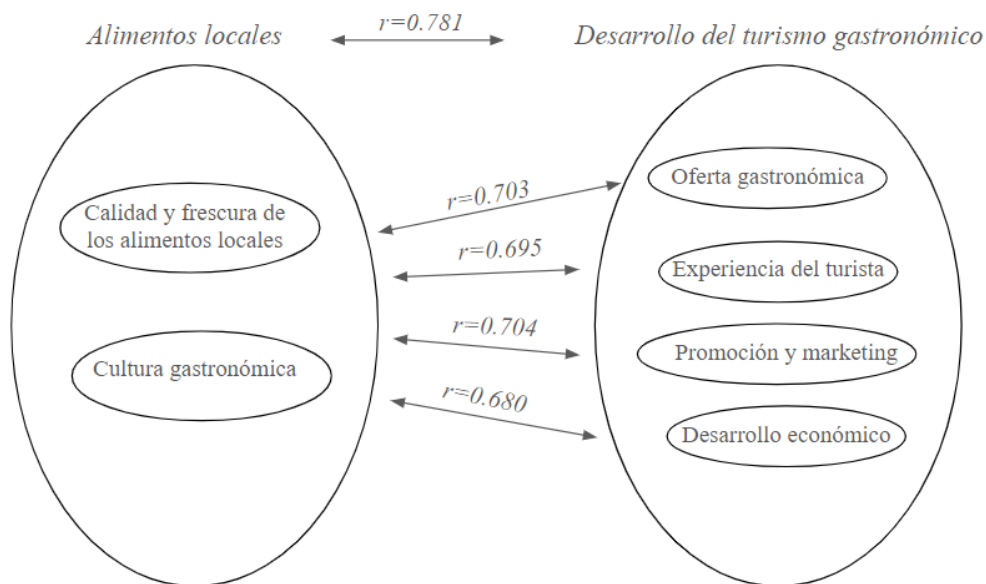 Alimentos locales
r=0.781
Desarrollo del turismo gastronómico
Calidad y frescura de
los alimentos locales
Cultura gastronómica
r=0.703
r=0.695
r=0.704
r=0.680
Oferta gastronómica
Experiencia del turista
Promoción y marketing
Desarrollo económico